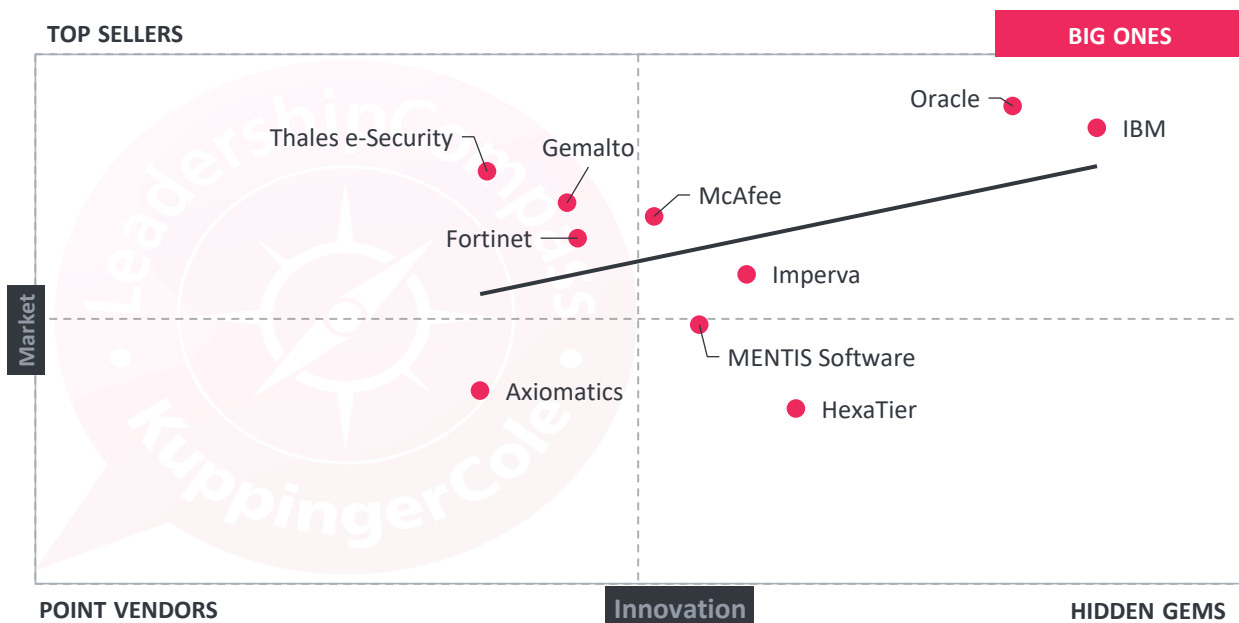 TOP SELLERS
BIG ONES
Oracle
IBM
Thales e-Security
Gemalto
McAfee
Fortinet
Imperva
Market
MENTIS Software
Axiomatics
HexaTier
LeadershipCompass
KuppingerCole
POINT VENDORS
Innovation
HIDDEN GEMS